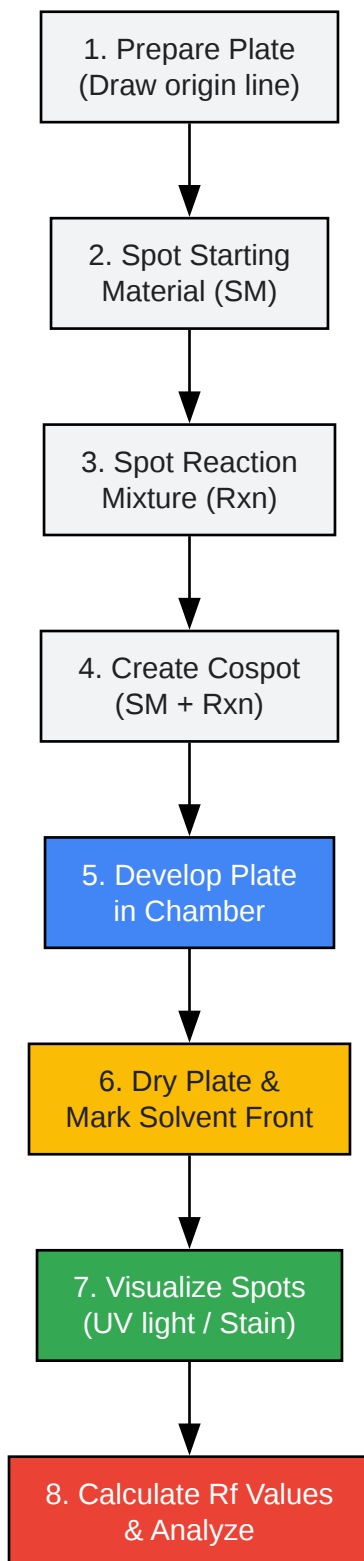 1. Prepare Plate
(Draw origin line)
2. Spot Starting
Material (SM)
3. Spot Reaction
Mixture (Rxn)
4. Create Cospot
(SM + Rxn)
5. Develop Plate
in Chamber
6. Dry Plate &
Mark Solvent Front
7. Visualize Spots
(UV light / Stain)
8. Calculate Rf Values
& Analyze